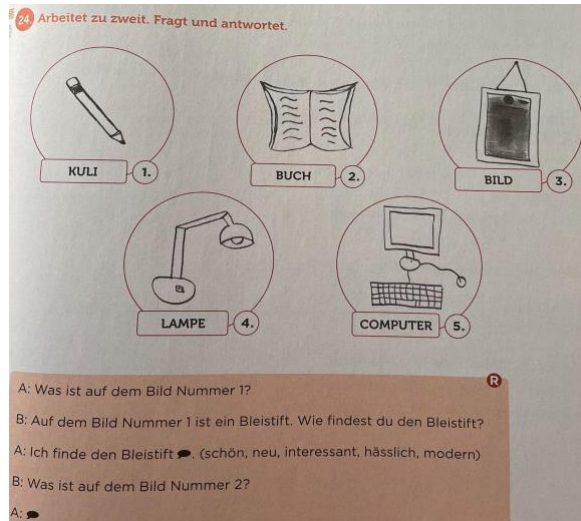 24. Arbeitet zu zweit. Fragt und antwortet.
KULI 1.
BUCH 2.
BILD 3.
LAMPE 4.
COMPUTER 5.
R
A: Was ist auf dem Bild Nummer 1?
B: Auf dem Bild Nummer 1 ist ein Bleistift. Wie findest du den Bleistift?
A: Ich finde den Bleistift . (schön, neu, interessant, hässlich, modern)
B: Was ist auf dem Bild Nummer 2?
A: